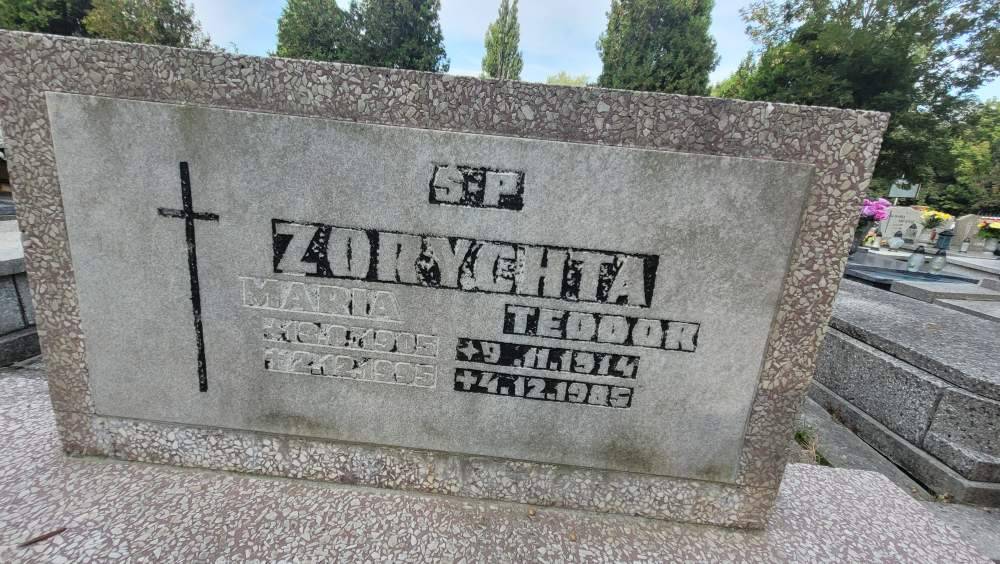 Ś.P.
ZORYCHTA
MARIA
TEODOR
+9.11.1914
+4.12.1985